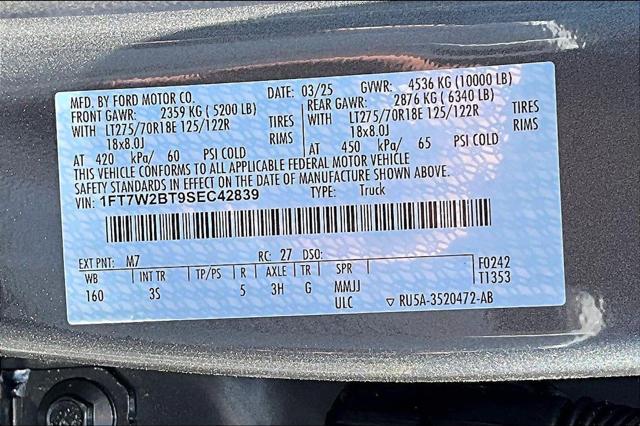 MFD. BY FORD MOTOR CO. DATE: 03/25 GVWR: 4536 KG (10000 LB)
FRONT GAWR: 2359 KG (5200 LB) REAR GAWR: 2876 KG (6340 LB)
WITH LT275/70R18E 125/122R TIRES WITH LT275/70R18E 125/122R TIRES
18x8.0J RIMS 18x8.0J RIMS
AT 420 kPa/ 60 PSI COLD AT 450 kPa/ 65 PSI COLD
THIS VEHICLE CONFORMS TO ALL APPLICABLE FEDERAL MOTOR VEHICLE
SAFETY STANDARDS IN EFFECT ON THE DATE OF MANUFACTURE SHOWN ABOVE.
VIN: 1FT7W2BT9SEC42839 TYPE: Truck
EXT PNT: M7 RC: 27 DSO:
WB INT TR TP/PS R AXLE TR SPR F0242
160 3S 5 3H G MMJJ T1353
ULC ▽ RU5A-3520472-AB